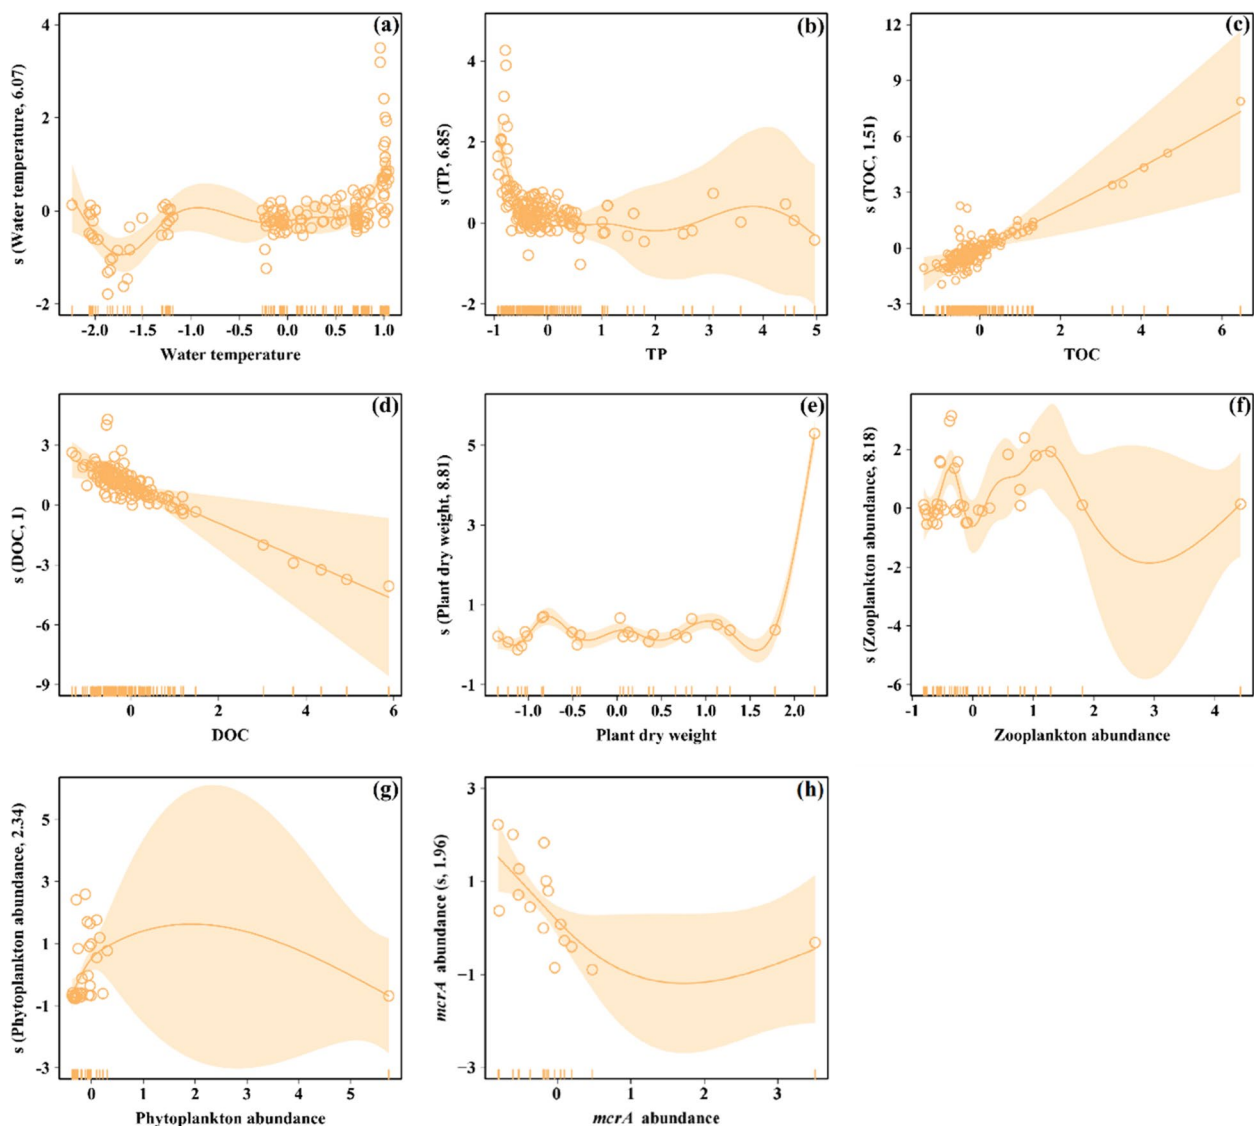 (a)
s (Water temperature, 6.07)
4
2
0
-2
-2.0 -1.5 -1.0 -0.5 0.0 0.5 1.0
Water temperature
(b)
s (TP, 6.85)
4
2
0
-2
-1 0 1 2 3 4 5
TP
(c)
s (TOC, 1.51)
12
9
6
3
0
-3
0 2 4 6
TOC
(d)
s (DOC, 1)
3
0
-3
-6
-9
0 2 4 6
DOC
(e)
s (Plant dry weight, 8.81)
5
3
1
-1
-1.0 -0.5 0.0 0.5 1.0 1.5 2.0
Plant dry weight
(f)
s (Zooplankton abundance, 8.18)
2
0
-2
-4
-6
-1 0 1 2 3 4
Zooplankton abundance
(g)
s (Phytoplankton abundance, 2.34)
5
3
1
-1
-3
0 1 2 3 4 5
Phytoplankton abundance
(h)
mcrA abundance (s, 1.96)
3
1
-1
-3
0 1 2 3
mcrA abundance